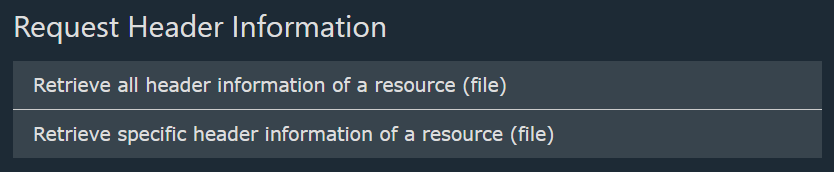 Request Header Information
Retrieve all header information of a resource (file)
Retrieve specific header information of a resource (file)